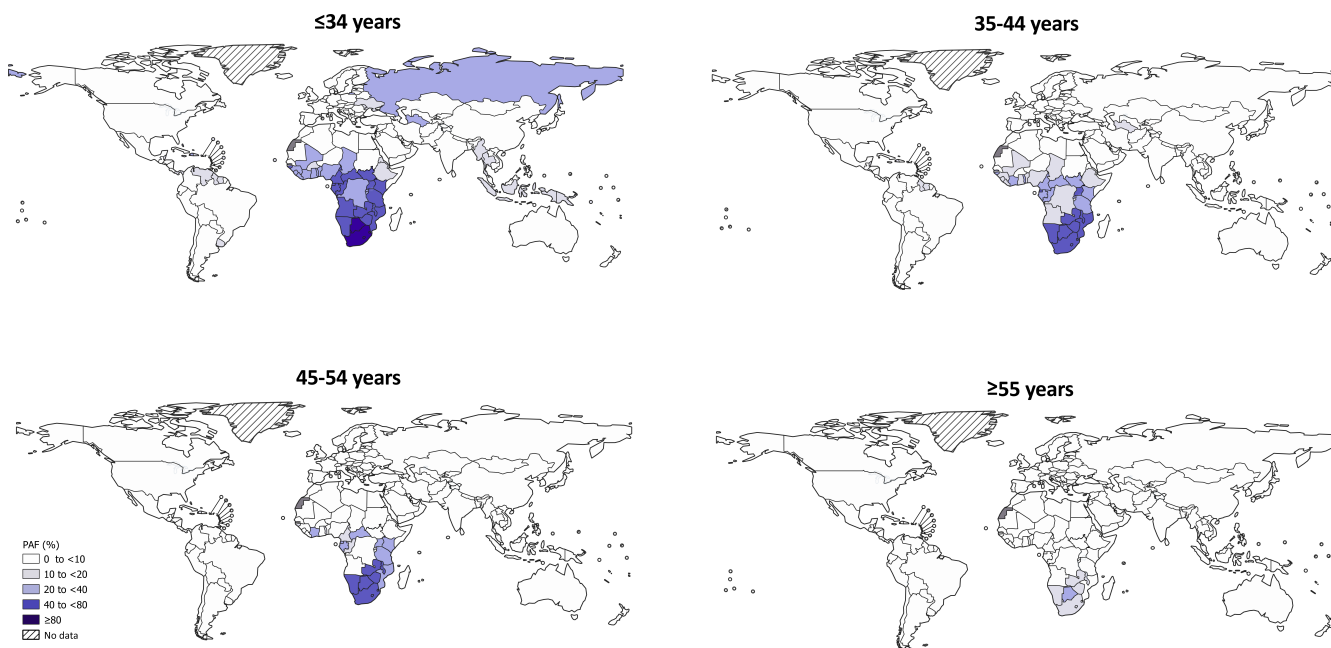 ≤34 years
35-44 years
45-54 years
≥55 years
PAF (%)
0 to <10
10 to <20
20 to <40
40 to <80
≥80
No data